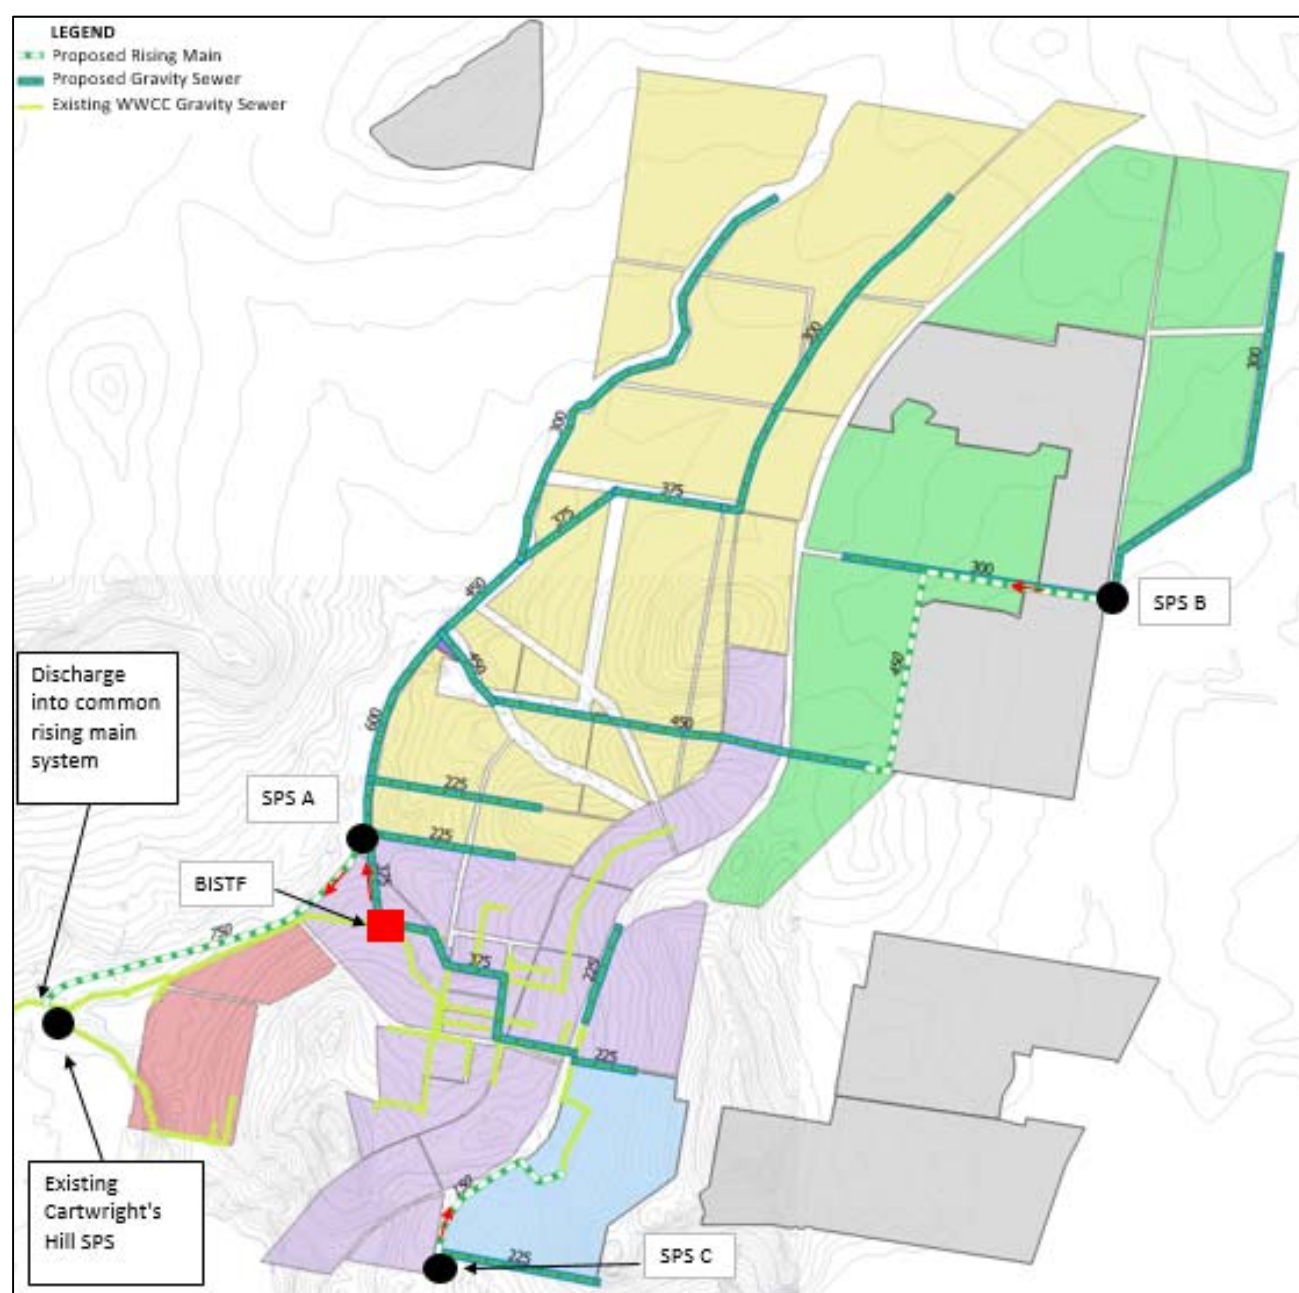 LEGEND
Proposed Rising Main
Proposed Gravity Sewer
Existing WWCC Gravity Sewer
300
300
300
375
375
300
SPS B
450
450
450
450
Discharge
into common
rising main
system
600
SPS A
225
225
BISTF
375
750
375
225
225
Existing
Cartwright's
Hill SPS
150
SPS C
225